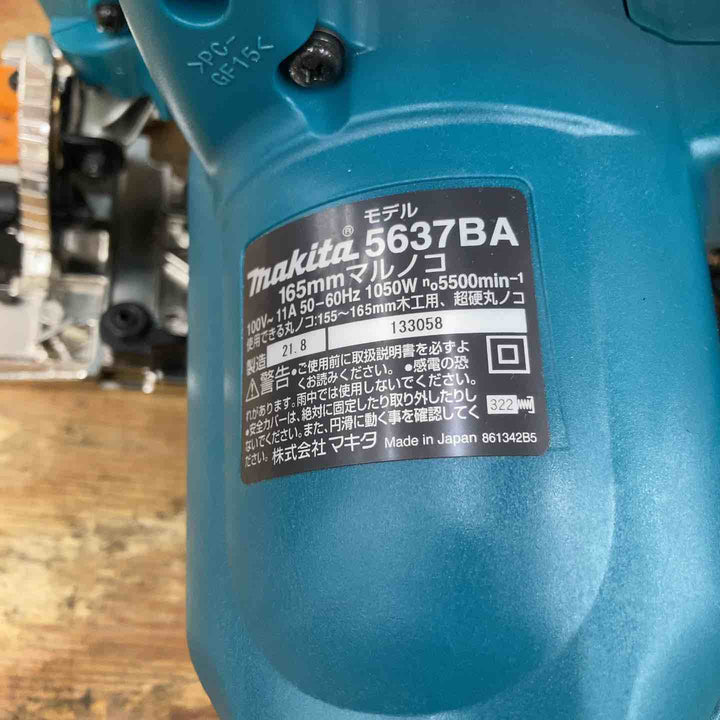 >PC-
GF15<
モデル
makita® 5637BA
165mmマルノコ
100V~ 11A 50-60Hz 1050W n₀5500min-1
使用できる丸ノコ:155~165mm木工用、超硬丸ノコ
製造 21.8 133058
⚠警告 •ご使用前に取扱説明書を必ずよ
くお読みください。 •感電の恐
れがあります。雨中では使用しないでください。
•安全カバーは、絶対に固定したり取り外したりし
ないでください。また、円滑に動く事を確認してく
ださい。
322
株式会社 マキタ Made in Japan 861342B5